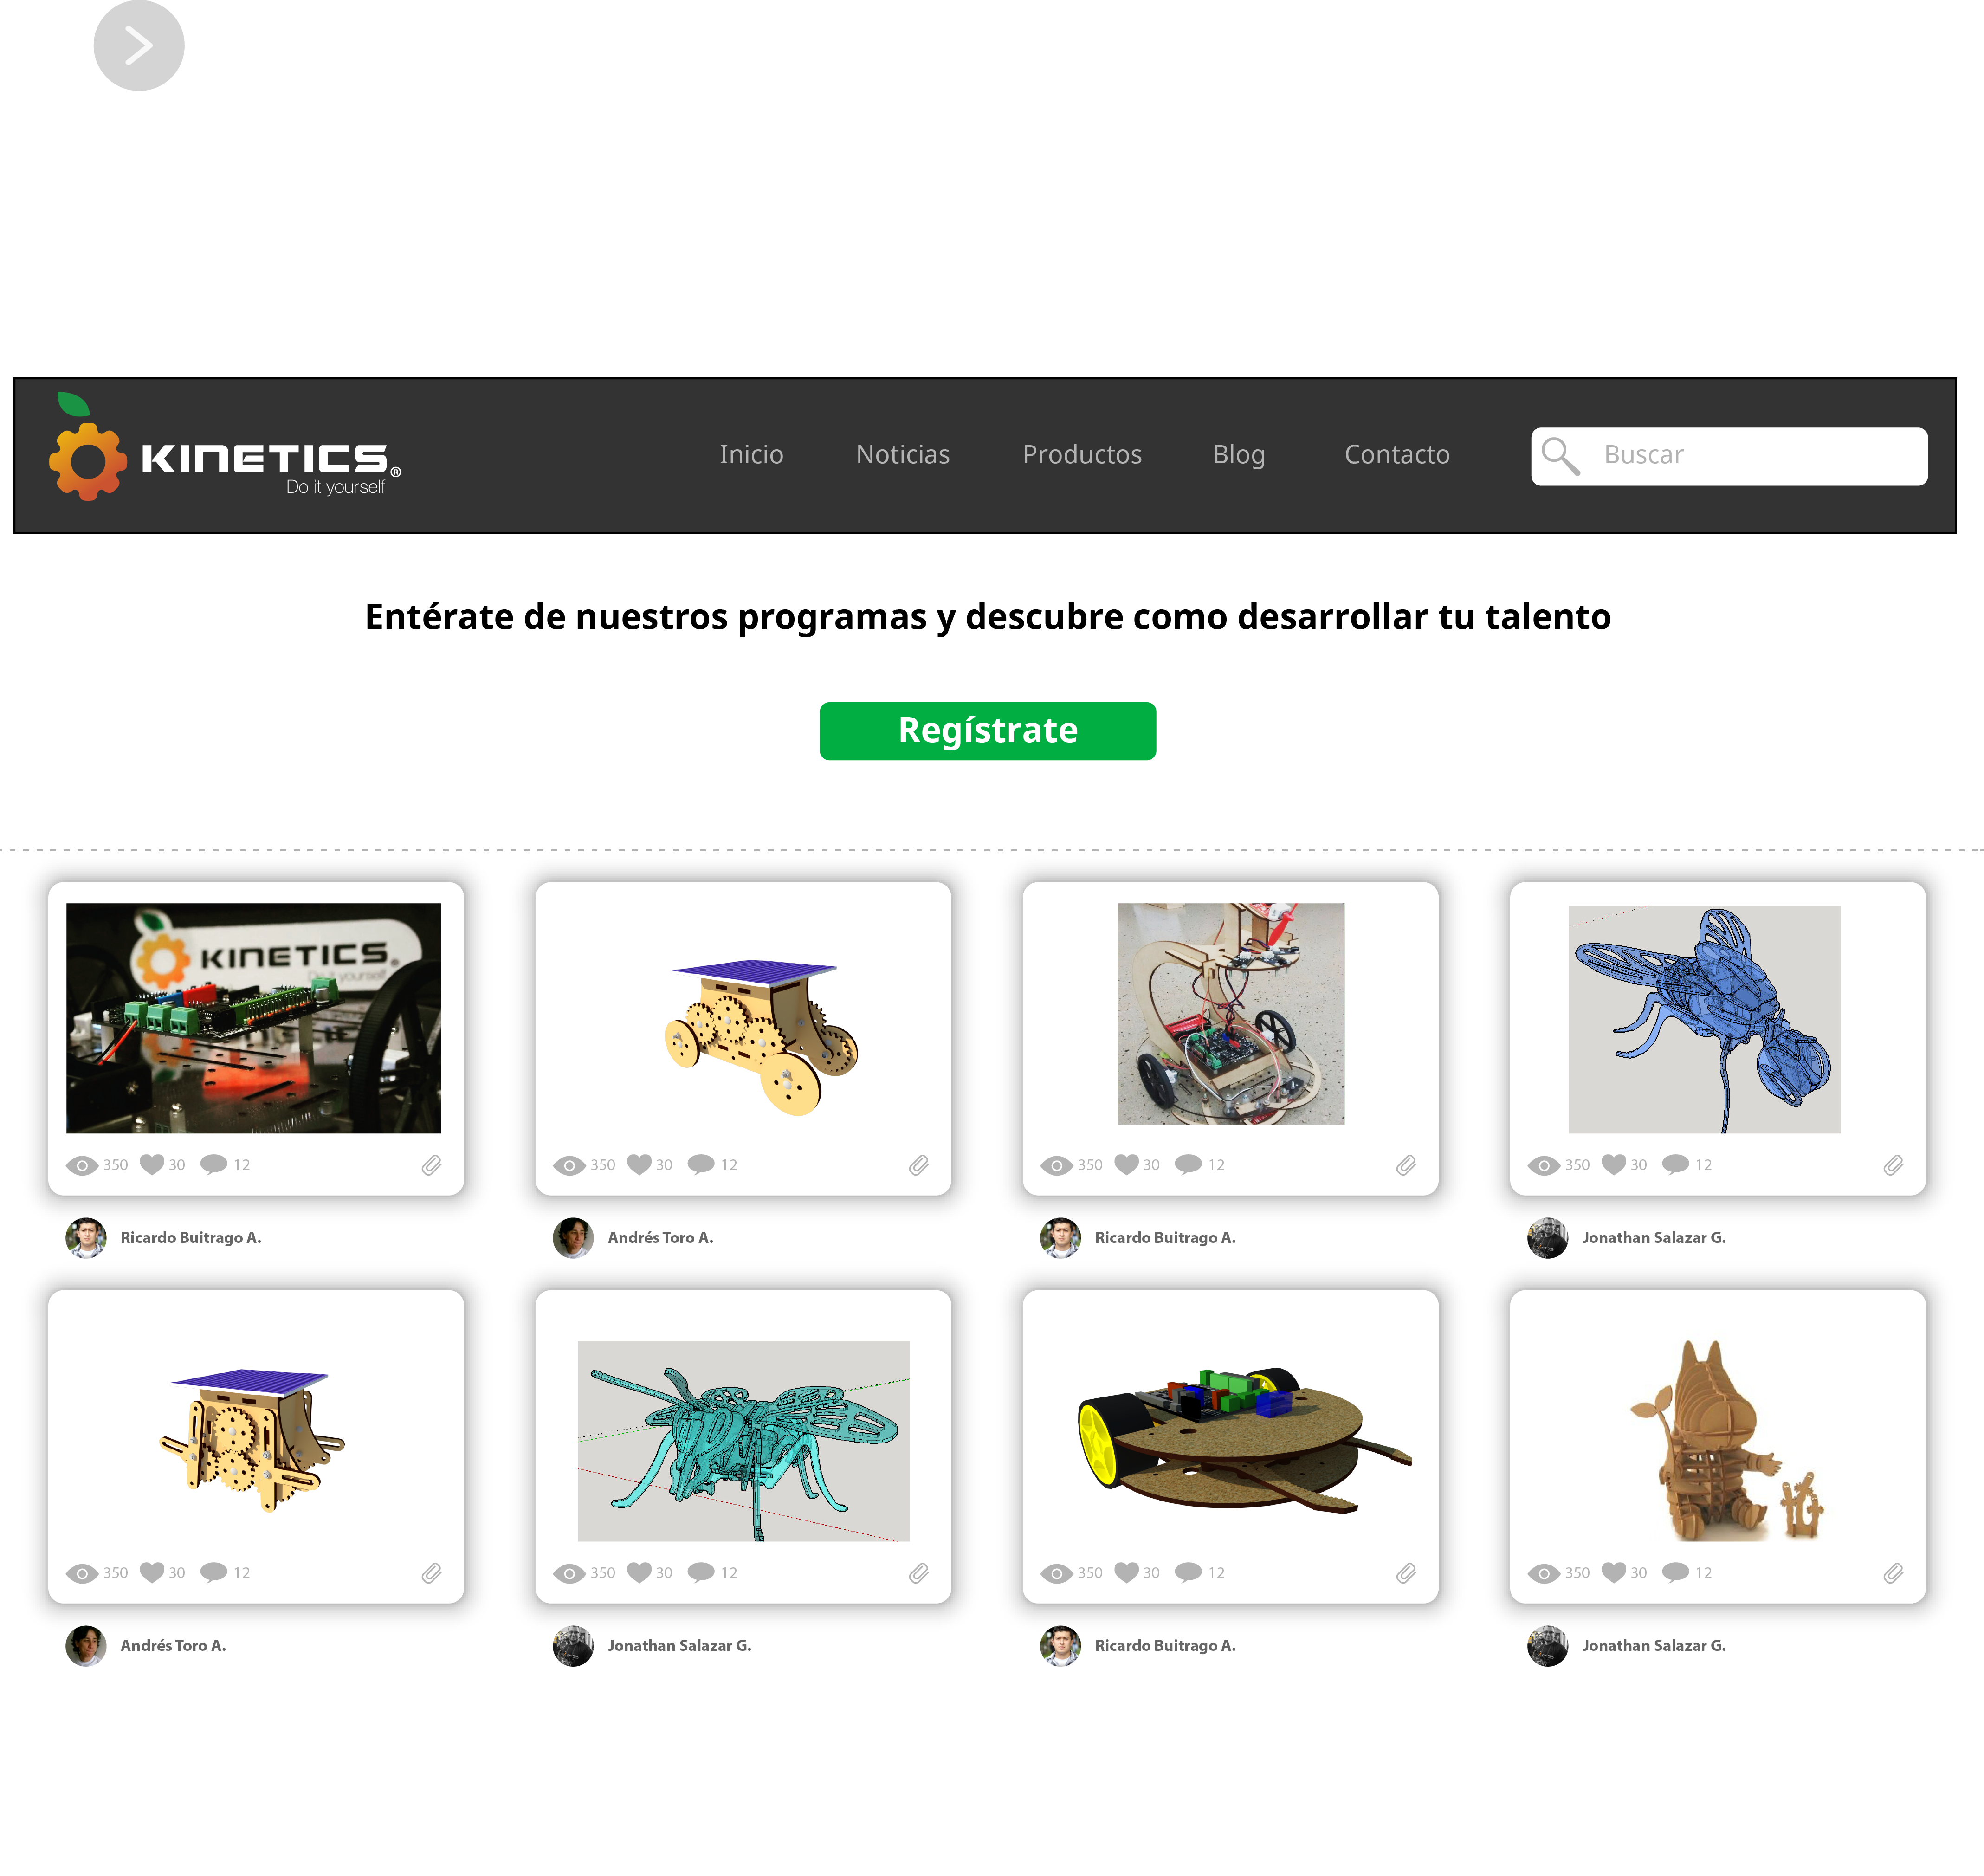 KINETICS®
Do it yourself
Inicio Noticias Productos Blog Contacto Buscar
Entérate de nuestros programas y descubre como desarrollar tu talento
Regístrate
KINETICS®
Do it yourself
350 30 12
350 30 12
350 30 12
350 30 12
Ricardo Buitrago A.
Andrés Toro A.
Ricardo Buitrago A.
Jonathan Salazar G.
350 30 12
350 30 12
350 30 12
350 30 12
Andrés Toro A.
Jonathan Salazar G.
Ricardo Buitrago A.
Jonathan Salazar G.